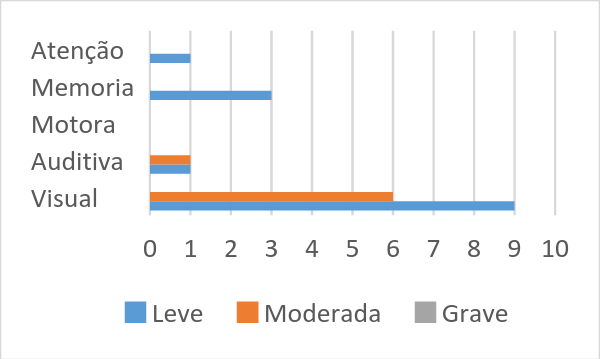 Atenção
Memoria
Motora
Auditiva
Visual
0 1 2 3 4 5 6 7 8 9 10
Leve Moderada Grave